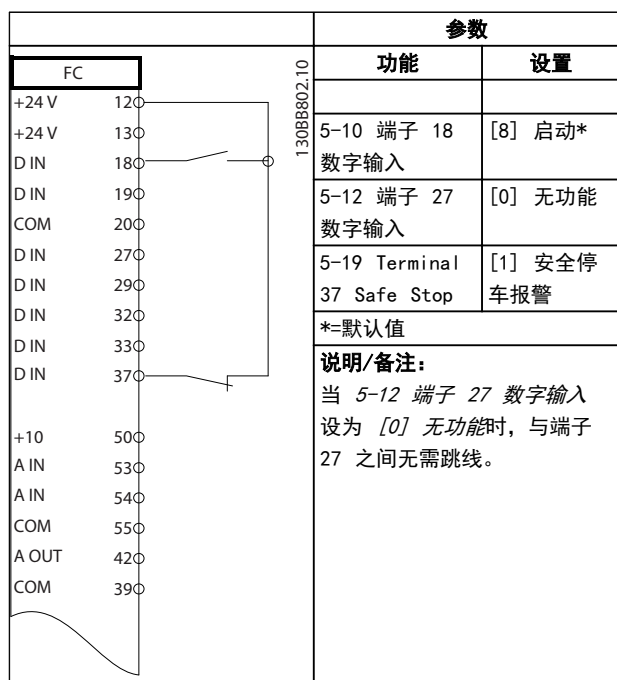 FC
+24 V 12
+24 V 13
D IN 18
D IN 19
COM 20
D IN 27
D IN 29
D IN 32
D IN 33
D IN 37
+10 50
A IN 53
A IN 54
COM 55
A OUT 42
COM 39
130BB802.10
参数
功能 设置
5-10 端子 18 [8] 启动*
数字输入
5-12 端子 27 [0] 无功能
数字输入
5-19 Terminal [1] 安全停
37 Safe Stop 车报警
*=默认值
说明/备注：
当 5-12 端子 27 数字输入
设为 [0] 无功能时，与端子
27 之间无需跳线。